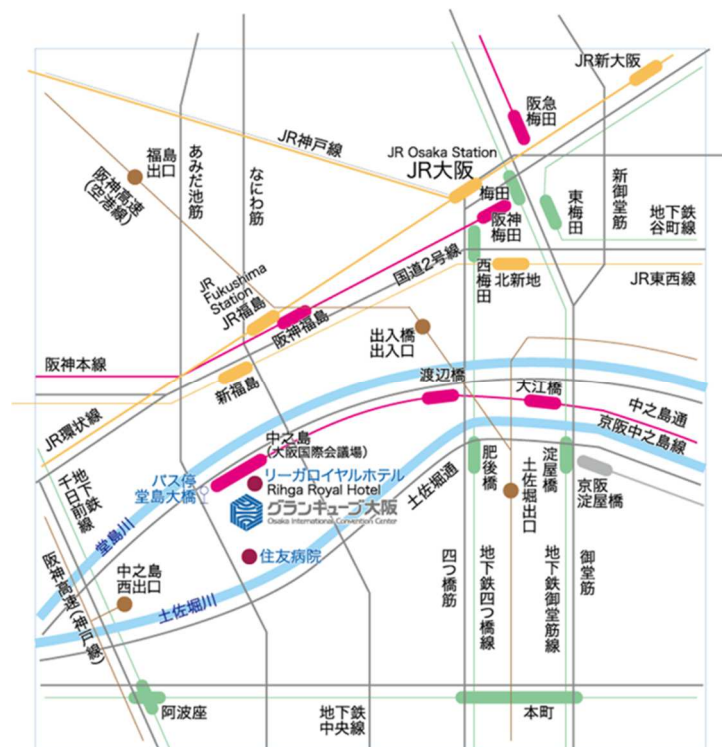 JR新大阪
阪急
梅田
JR神戸線
JR Osaka Station
JR大阪
福島
出口
阪神高速
(空港線)
あみだ池筋
なにわ筋
梅田
阪神
梅田
東梅田
新御堂筋
地下鉄
谷町線
国道2号線
西梅田
北新地
JR東西線
JR
Fukushima
Station
JR福島
阪神福島
出入橋
出入口
阪神本線
新福島
渡辺橋
大江橋
中之島通
京阪中之島線
JR環状線
中之島
(大阪国際会議場)
バス停
堂島大橋
リーガロイヤルホテル
Rihga Royal Hotel
グランキューブ大阪
Osaka International Convention Center
土佐堀通
肥後橋
土佐堀出口
淀屋橋
京阪
淀屋橋
地下鉄
千日前線
堂島川
住友病院
阪神高速(神戸線)
中之島
西出口
土佐堀川
四つ橋筋
地下鉄四つ橋線
地下鉄御堂筋線
御堂筋
阿波座
地下鉄
中央線
本町